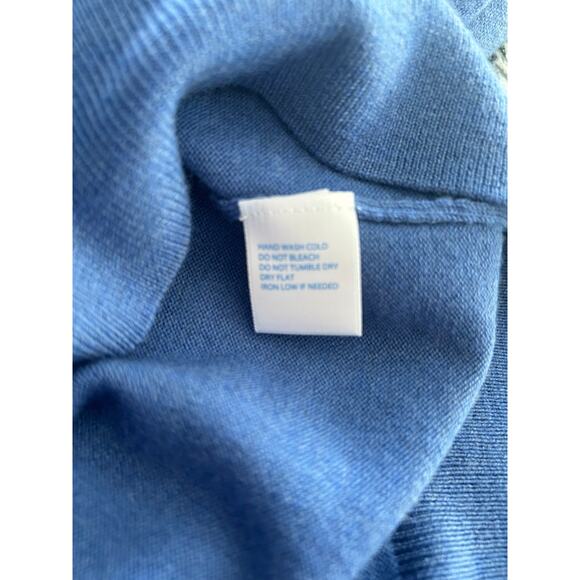 HAND WASH COLD
DO NOT BLEACH
DO NOT TUMBLE DRY
DRY FLAT
IRON LOW IF NEEDED